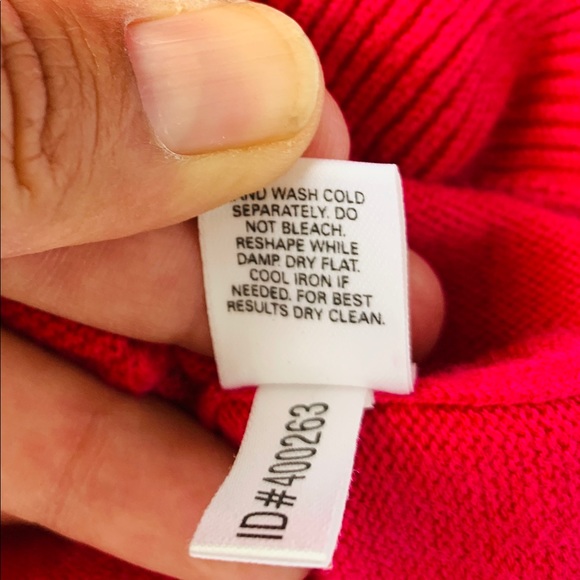 AND WASH COLD
SEPARATELY. DO
NOT BLEACH.
RESHAPE WHILE
DAMP. DRY FLAT.
COOL IRON IF
NEEDED. FOR BEST
RESULTS DRY CLEAN.
ID#400263